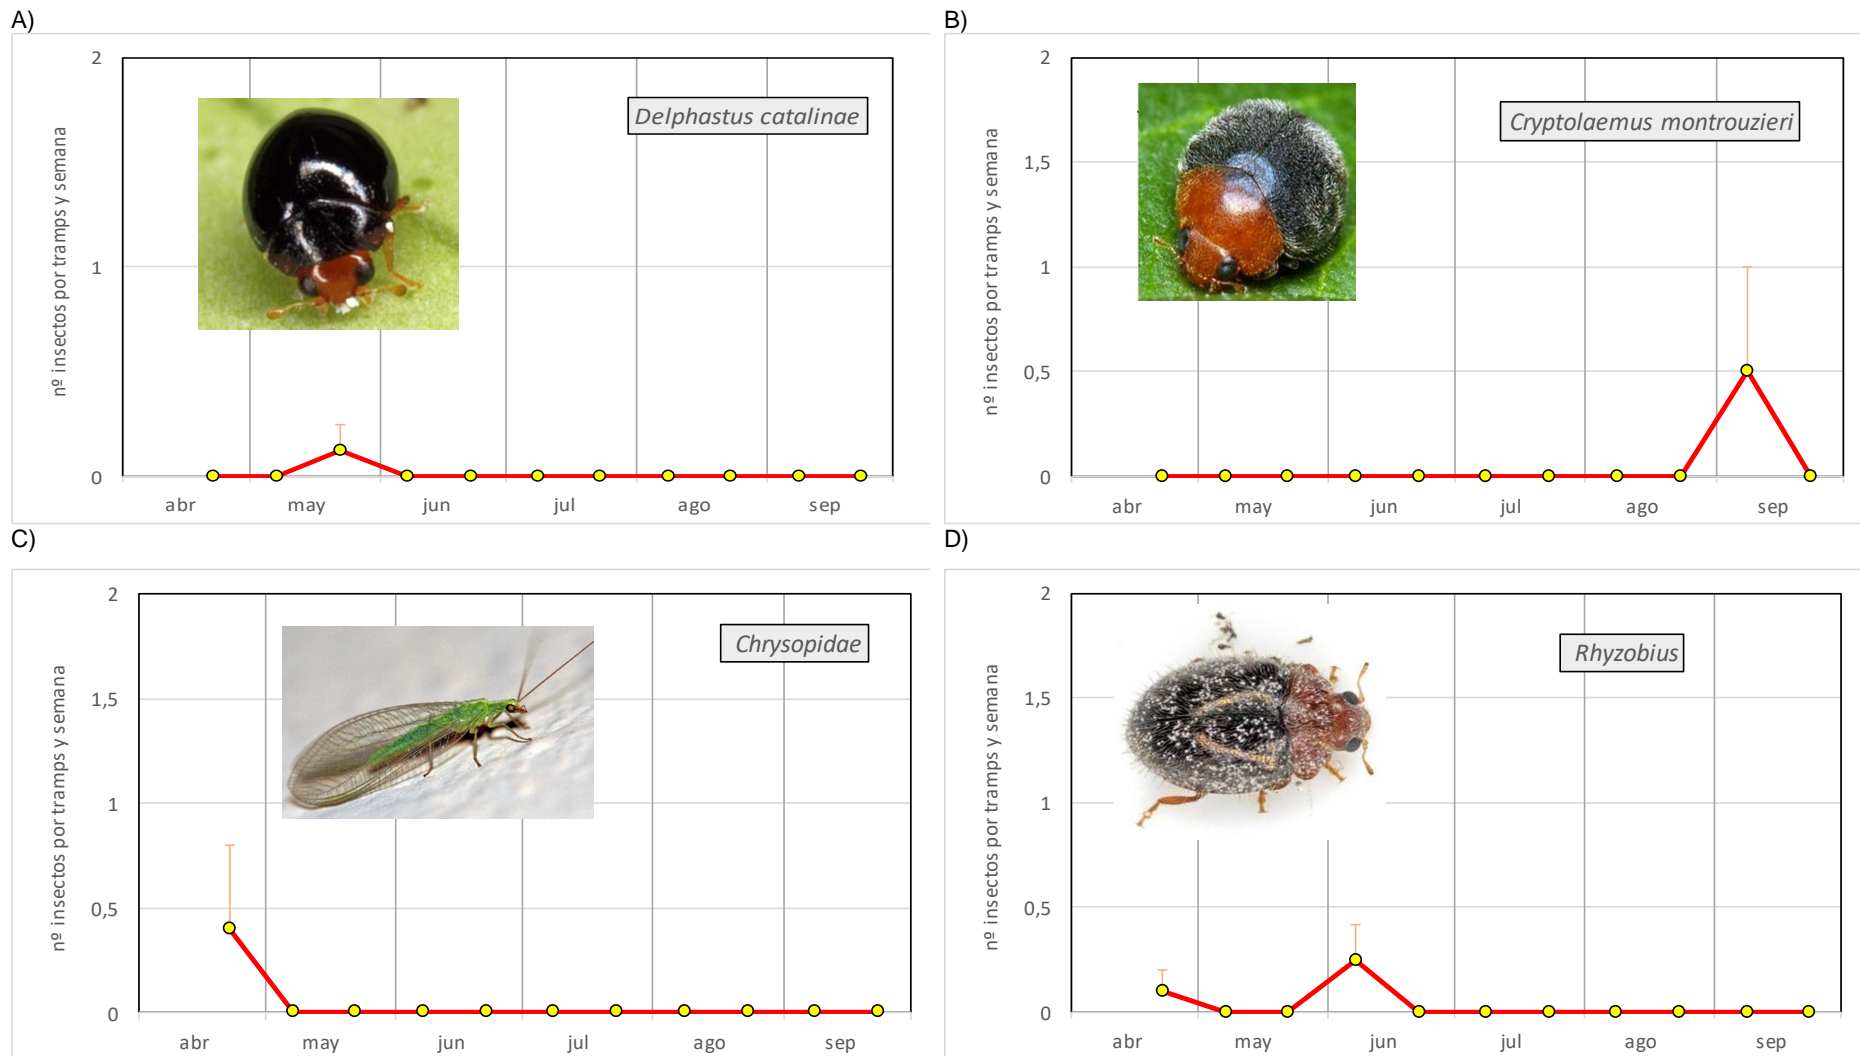 A)
2
1
0
nº insectos por tramps y semana
Delphastus catalinae
abr may jun jul ago sep
B)
2
1,5
1
0,5
0
nº insectos por tramps y semana
Cryptolaemus montrouzieri
abr may jun jul ago sep
C)
2
1,5
1
0,5
0
nº insectos por tramps y semana
Chrysopidae
abr may jun jul ago sep
D)
2
1,5
1
0,5
0
nº insectos por tramps y semana
Rhyzobius
abr may jun jul ago sep